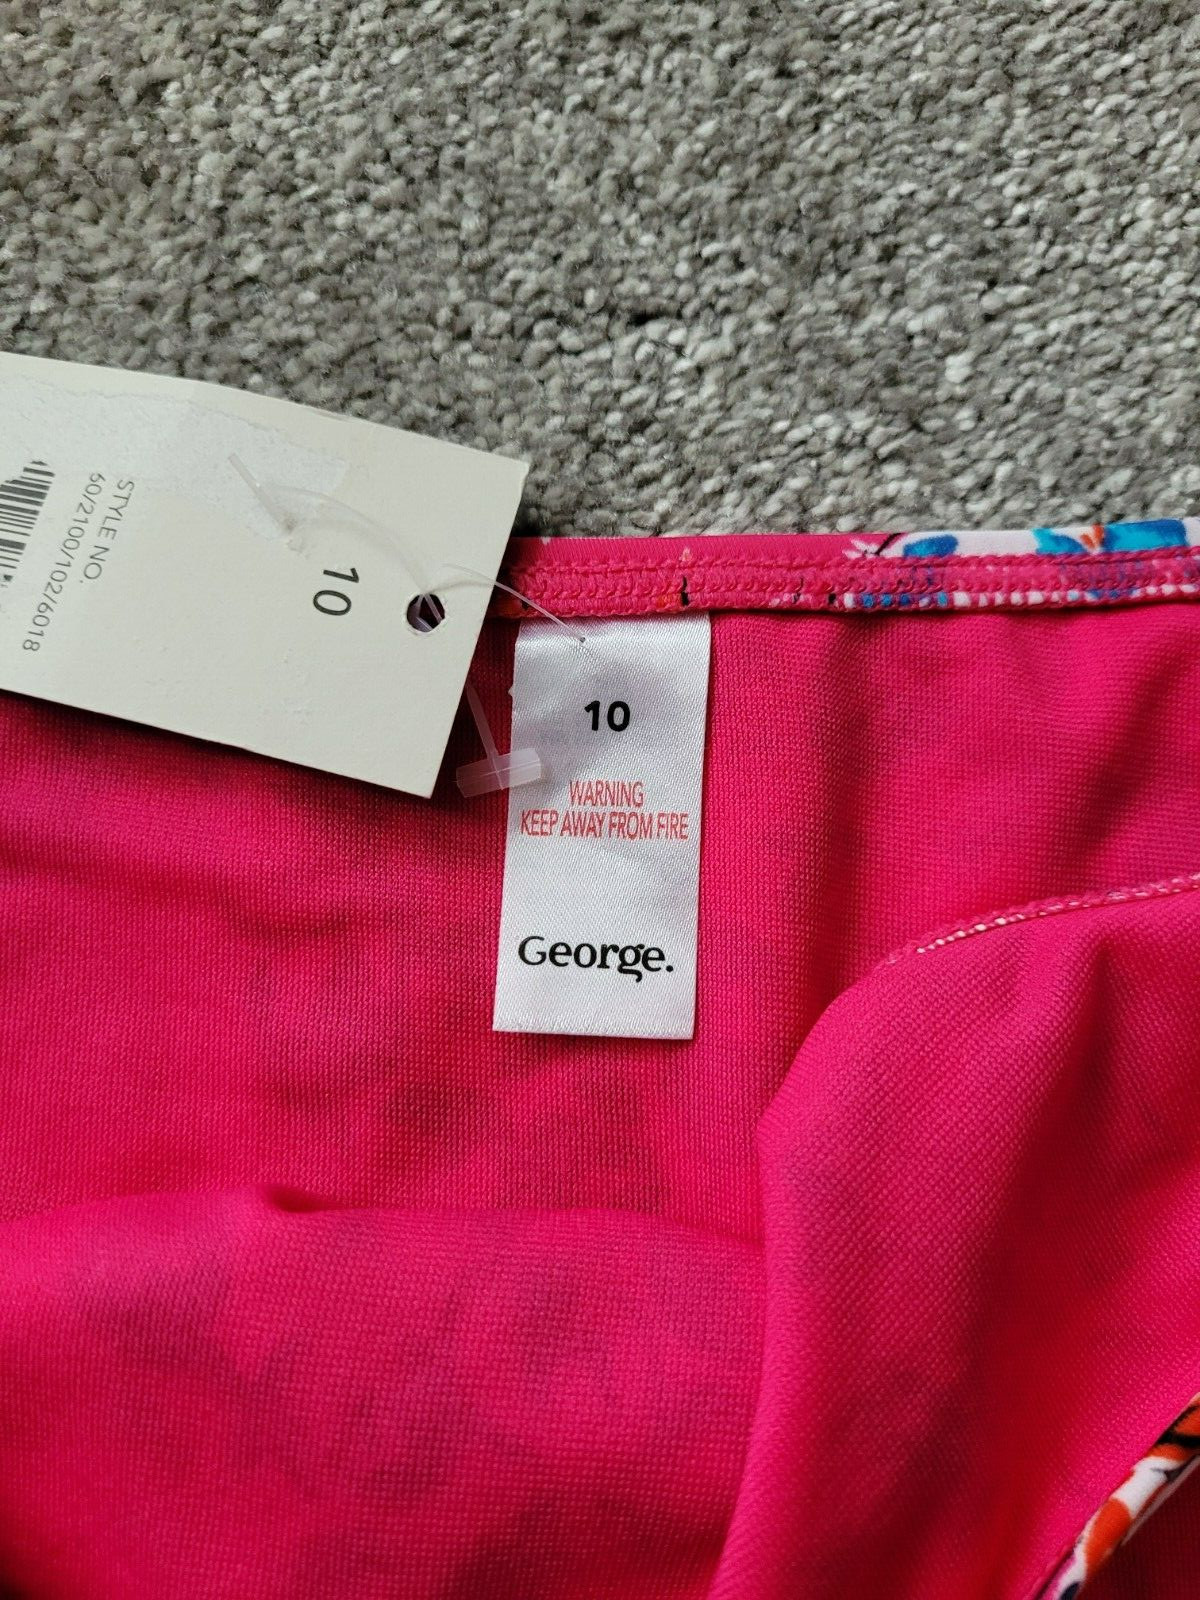 STYLE NO.
60/2100/102/6018
10
10
WARNING
KEEP AWAY FROM FIRE
George.